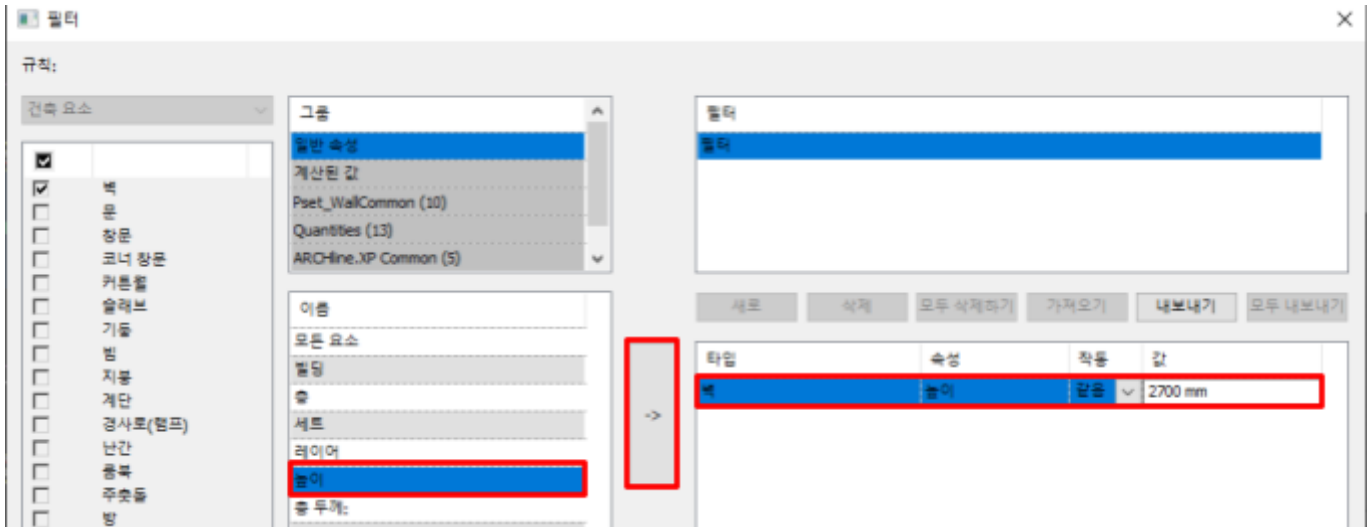 필터
규칙:
건축 요소
벽
문
창문
코너 창문
커튼월
슬래브
기둥
빔
지붕
계단
경사로(램프)
난간
룸북
주춧돌
방
그룹
일반 속성
계산된 값
Pset_WallCommon (10)
Quantities (13)
ARCHline.XP Common (5)
이름
모든 요소
빌딩
층
세트
레이어
높이
층 두께:
->
필터
필터
새로 삭제 모두 삭제하기 가져오기 내보내기 모두 내보내기
타입 속성 작동 값
벽 높이 같음 2700 mm